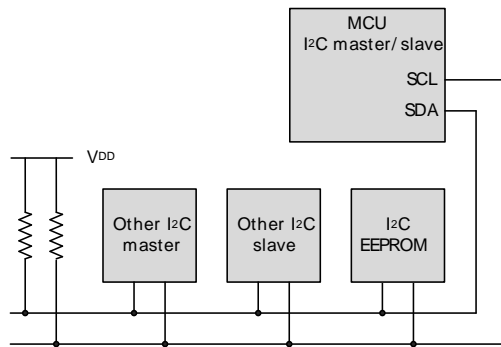 MCU
I²C master/ slave
SCL
SDA
VDD
Other I²C
master
Other I²C
slave
I²C
EEPROM